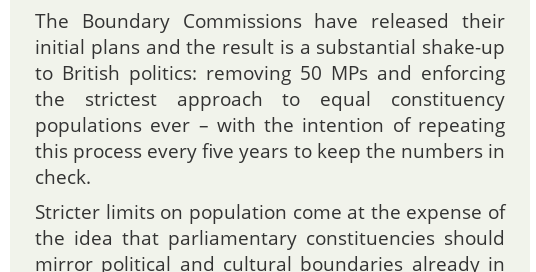 The Boundary Commissions have released their
initial plans and the result is a substantial shake-up
to British politics: removing 50 MPs and enforcing
the strictest approach to equal constituency
populations ever – with the intention of repeating
this process every five years to keep the numbers in
check.
Stricter limits on population come at the expense of
the idea that parliamentary constituencies should
mirror political and cultural boundaries already in